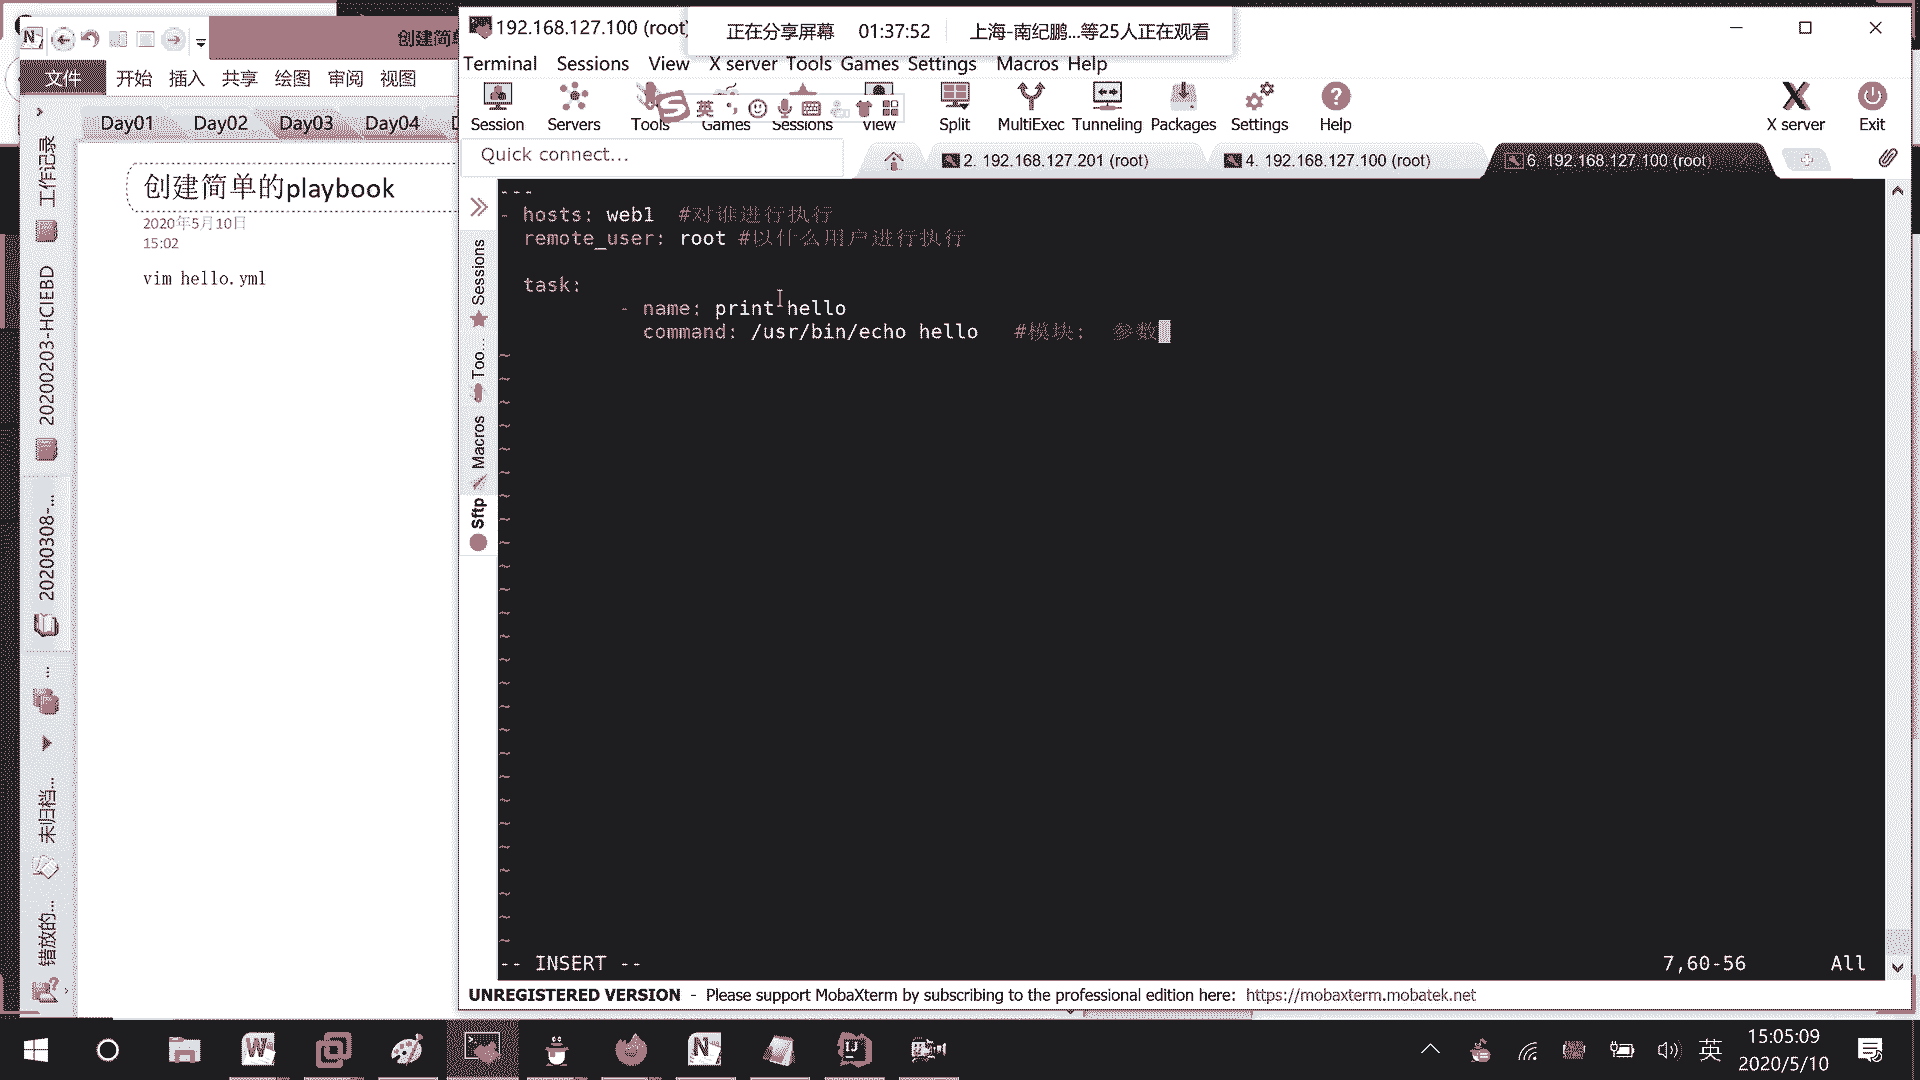 创建简单
文件 开始 插入 共享 绘图 审阅 视图
Day01 Day02 Day03 Day04
工作记录
20200203-HCIEBD
20200308-...
...
未归档...
错放的...
创建简单的playbook
2020年5月10日
15:02
vim hello.yml
192.168.127.100 (root)
正在分享屏幕 01:37:52 上海-南纪鹏...等25人正在观看
Terminal Sessions View X server Tools Games Settings Macros Help
英
Session Servers Tools Games Sessions View Split MultiExec Tunneling Packages Settings Help X server Exit
Quick connect...
2. 192.168.127.201 (root) 4. 192.168.127.100 (root) 6. 192.168.127.100 (root)
Sessions
Too...
Macros
Sftp
---
- hosts: web1  #对谁进行执行
  remote_user: root #以什么用户进行执行
  task:
          - name: print hello
            command: /usr/bin/echo hello   #模块:  参数
-- INSERT --
7,60-56 All
UNREGISTERED VERSION - Please support MobaXterm by subscribing to the professional edition here: https://mobaxterm.mobatek.net
英
15:05:09
2020/5/10